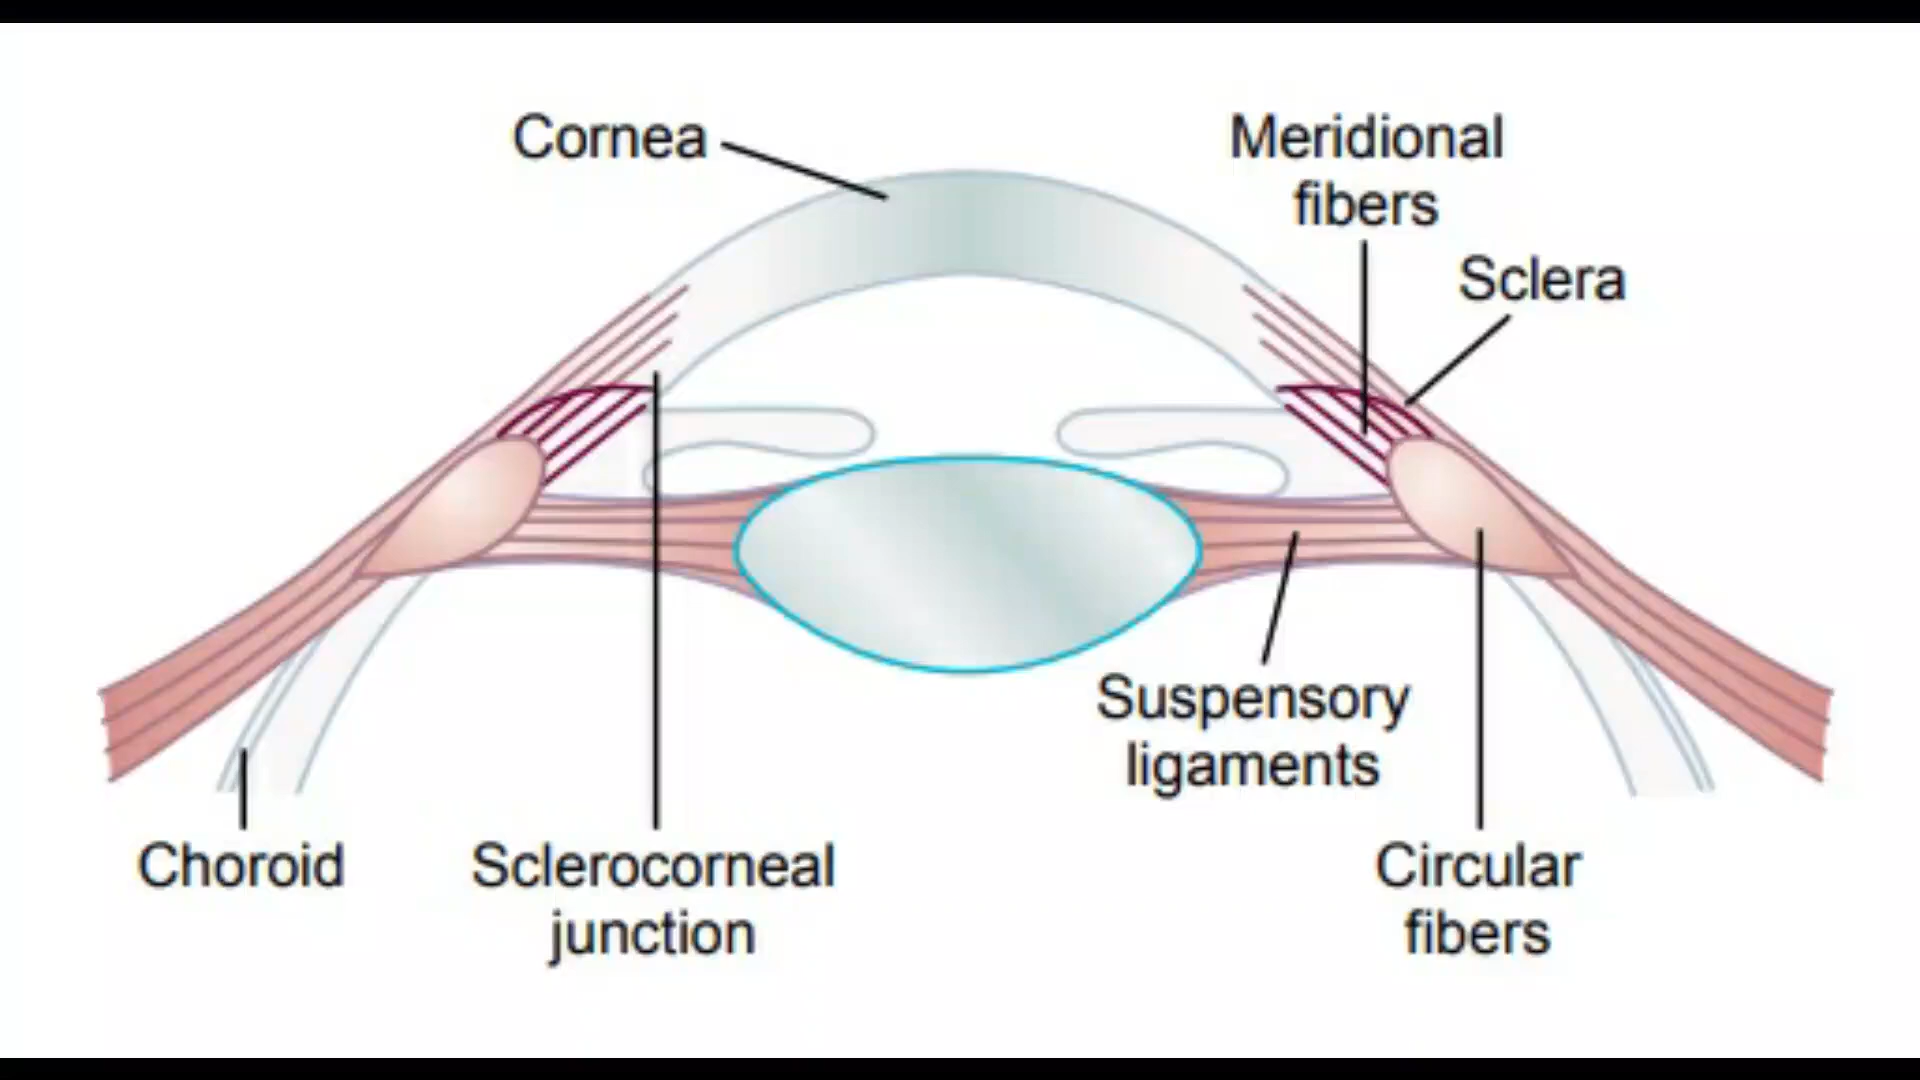 Cornea
Meridional
fibers
Sclera
Suspensory
ligaments
Choroid
Sclerocorneal
junction
Circular
fibers